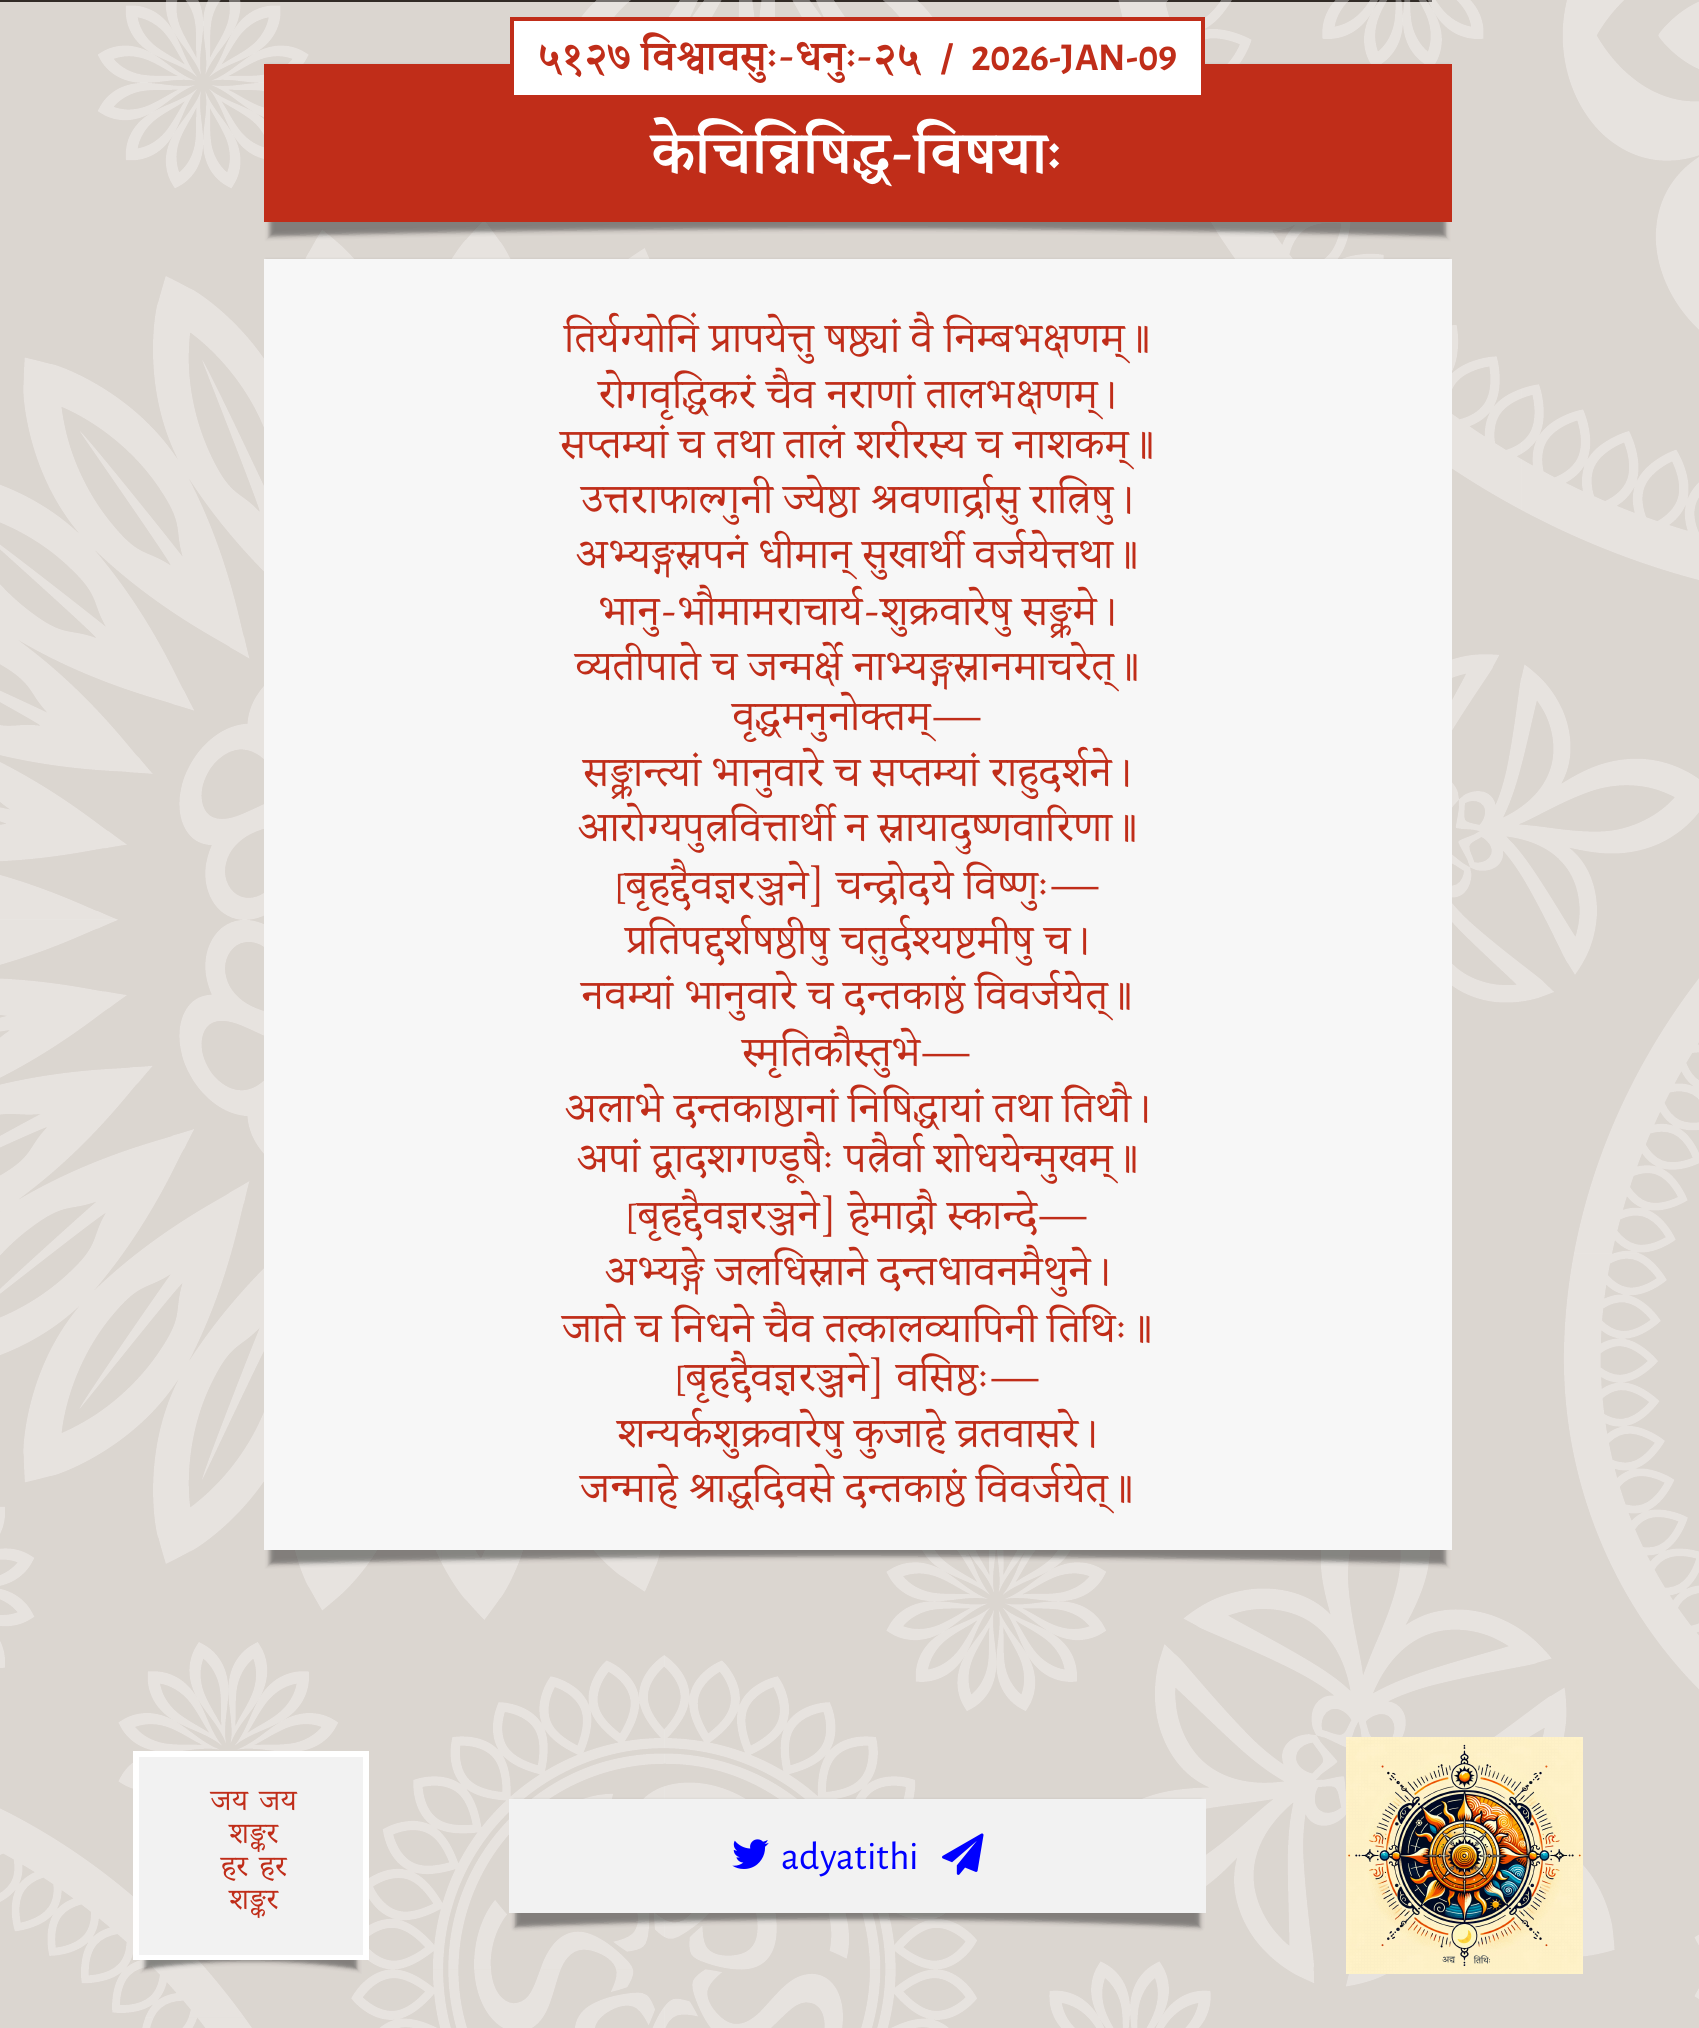 ५१२७ विश्वावसुः-धनुः-२५ / 2026-JAN-09
केचिन्निषिद्ध-विषयाः
तिर्यग्योनिं प्रापयेत्तु षष्ठ्यां वै निम्बभक्षणम्॥
रोगवृद्धिकरं चैव नराणां तालभक्षणम्।
सप्तम्यां च तथा तालं शरीरस्य च नाशकम्॥
उत्तराफाल्गुनी ज्येष्ठा श्रवणार्द्रासु रात्रिषु।
अभ्यङ्गस्नपनं धीमान् सुखार्थी वर्जयेत्तथा॥
भानु-भौमामराचार्य-शुक्रवारेषु सङ्क्रमे।
व्यतीपाते च जन्मर्क्षे नाभ्यङ्गस्नानमाचरेत्॥
वृद्धमनुनोक्तम्—
सङ्क्रान्त्यां भानुवारे च सप्तम्यां राहुदर्शने।
आरोग्यपुत्रवित्तार्थी न स्नायादुष्णवारिणा॥
[बृहद्दैवज्ञरञ्जने] चन्द्रोदये विष्णुः—
प्रतिपद्दर्शषष्ठीषु चतुर्दश्यष्टमीषु च।
नवम्यां भानुवारे च दन्तकाष्ठं विवर्जयेत्॥
स्मृतिकौस्तुभे—
अलाभे दन्तकाष्ठानां निषिद्धायां तथा तिथौ।
अपां द्वादशगण्डूषैः पत्रैर्वा शोधयेन्मुखम्॥
[बृहद्दैवज्ञरञ्जने] हेमाद्रौ स्कान्दे—
अभ्यङ्गे जलधिस्नाने दन्तधावनमैथुने।
जाते च निधने चैव तत्कालव्यापिनी तिथिः॥
[बृहद्दैवज्ञरञ्जने] वसिष्ठः—
शन्यर्कशुक्रवारेषु कुजाहे व्रतवासरे।
जन्माहे श्राद्धदिवसे दन्तकाष्ठं विवर्जयेत्॥
जय जय
शङ्कर
हर हर
शङ्कर
adyatithi
अद्य तिथिः